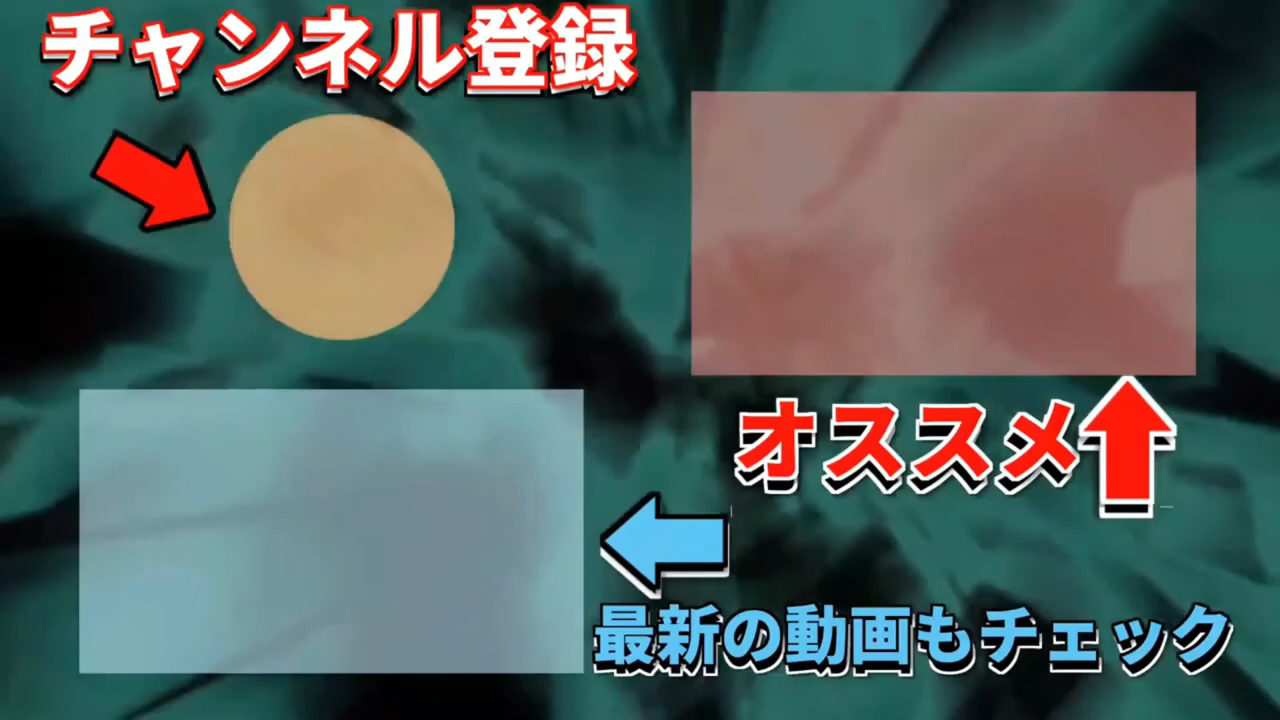 チャンネル登録
オススメ
最新の動画もチェック